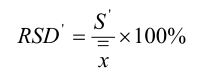 RSD' = S' / x̿ × 100%